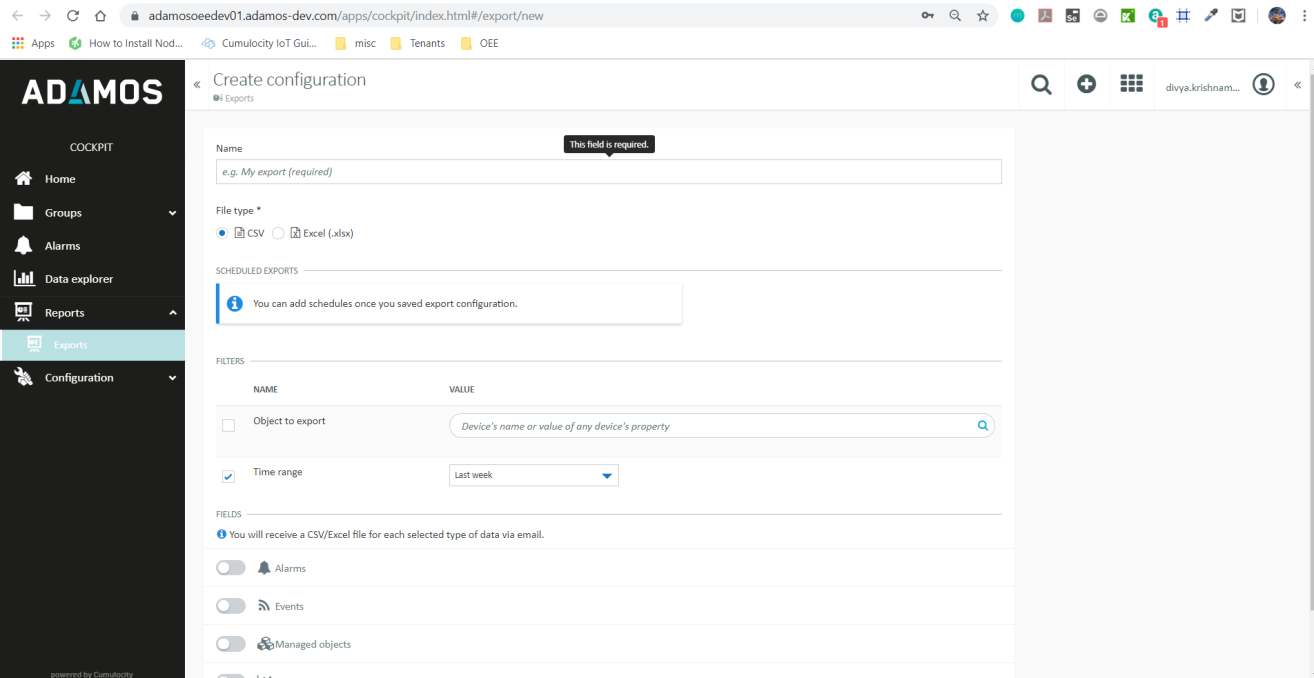 adamosoeedev01.adamos-dev.com/apps/cockpit/index.html#/export/new
Apps How to Install Nod... Cumulocity IoT Gui... misc Tenants OEE
ADAMOS
COCKPIT
Home
Groups
Alarms
Data explorer
Reports
Exports
Configuration
powered by Cumulocity
« Create configuration
Exports
divya.krishnam... «
This field is required.
Name
e.g. My export (required)
File type *
CSV Excel (.xlsx)
SCHEDULED EXPORTS
You can add schedules once you saved export configuration.
FILTERS
NAME VALUE
Object to export Device's name or value of any device's property
Time range Last week
FIELDS
You will receive a CSV/Excel file for each selected type of data via email.
Alarms
Events
Managed objects